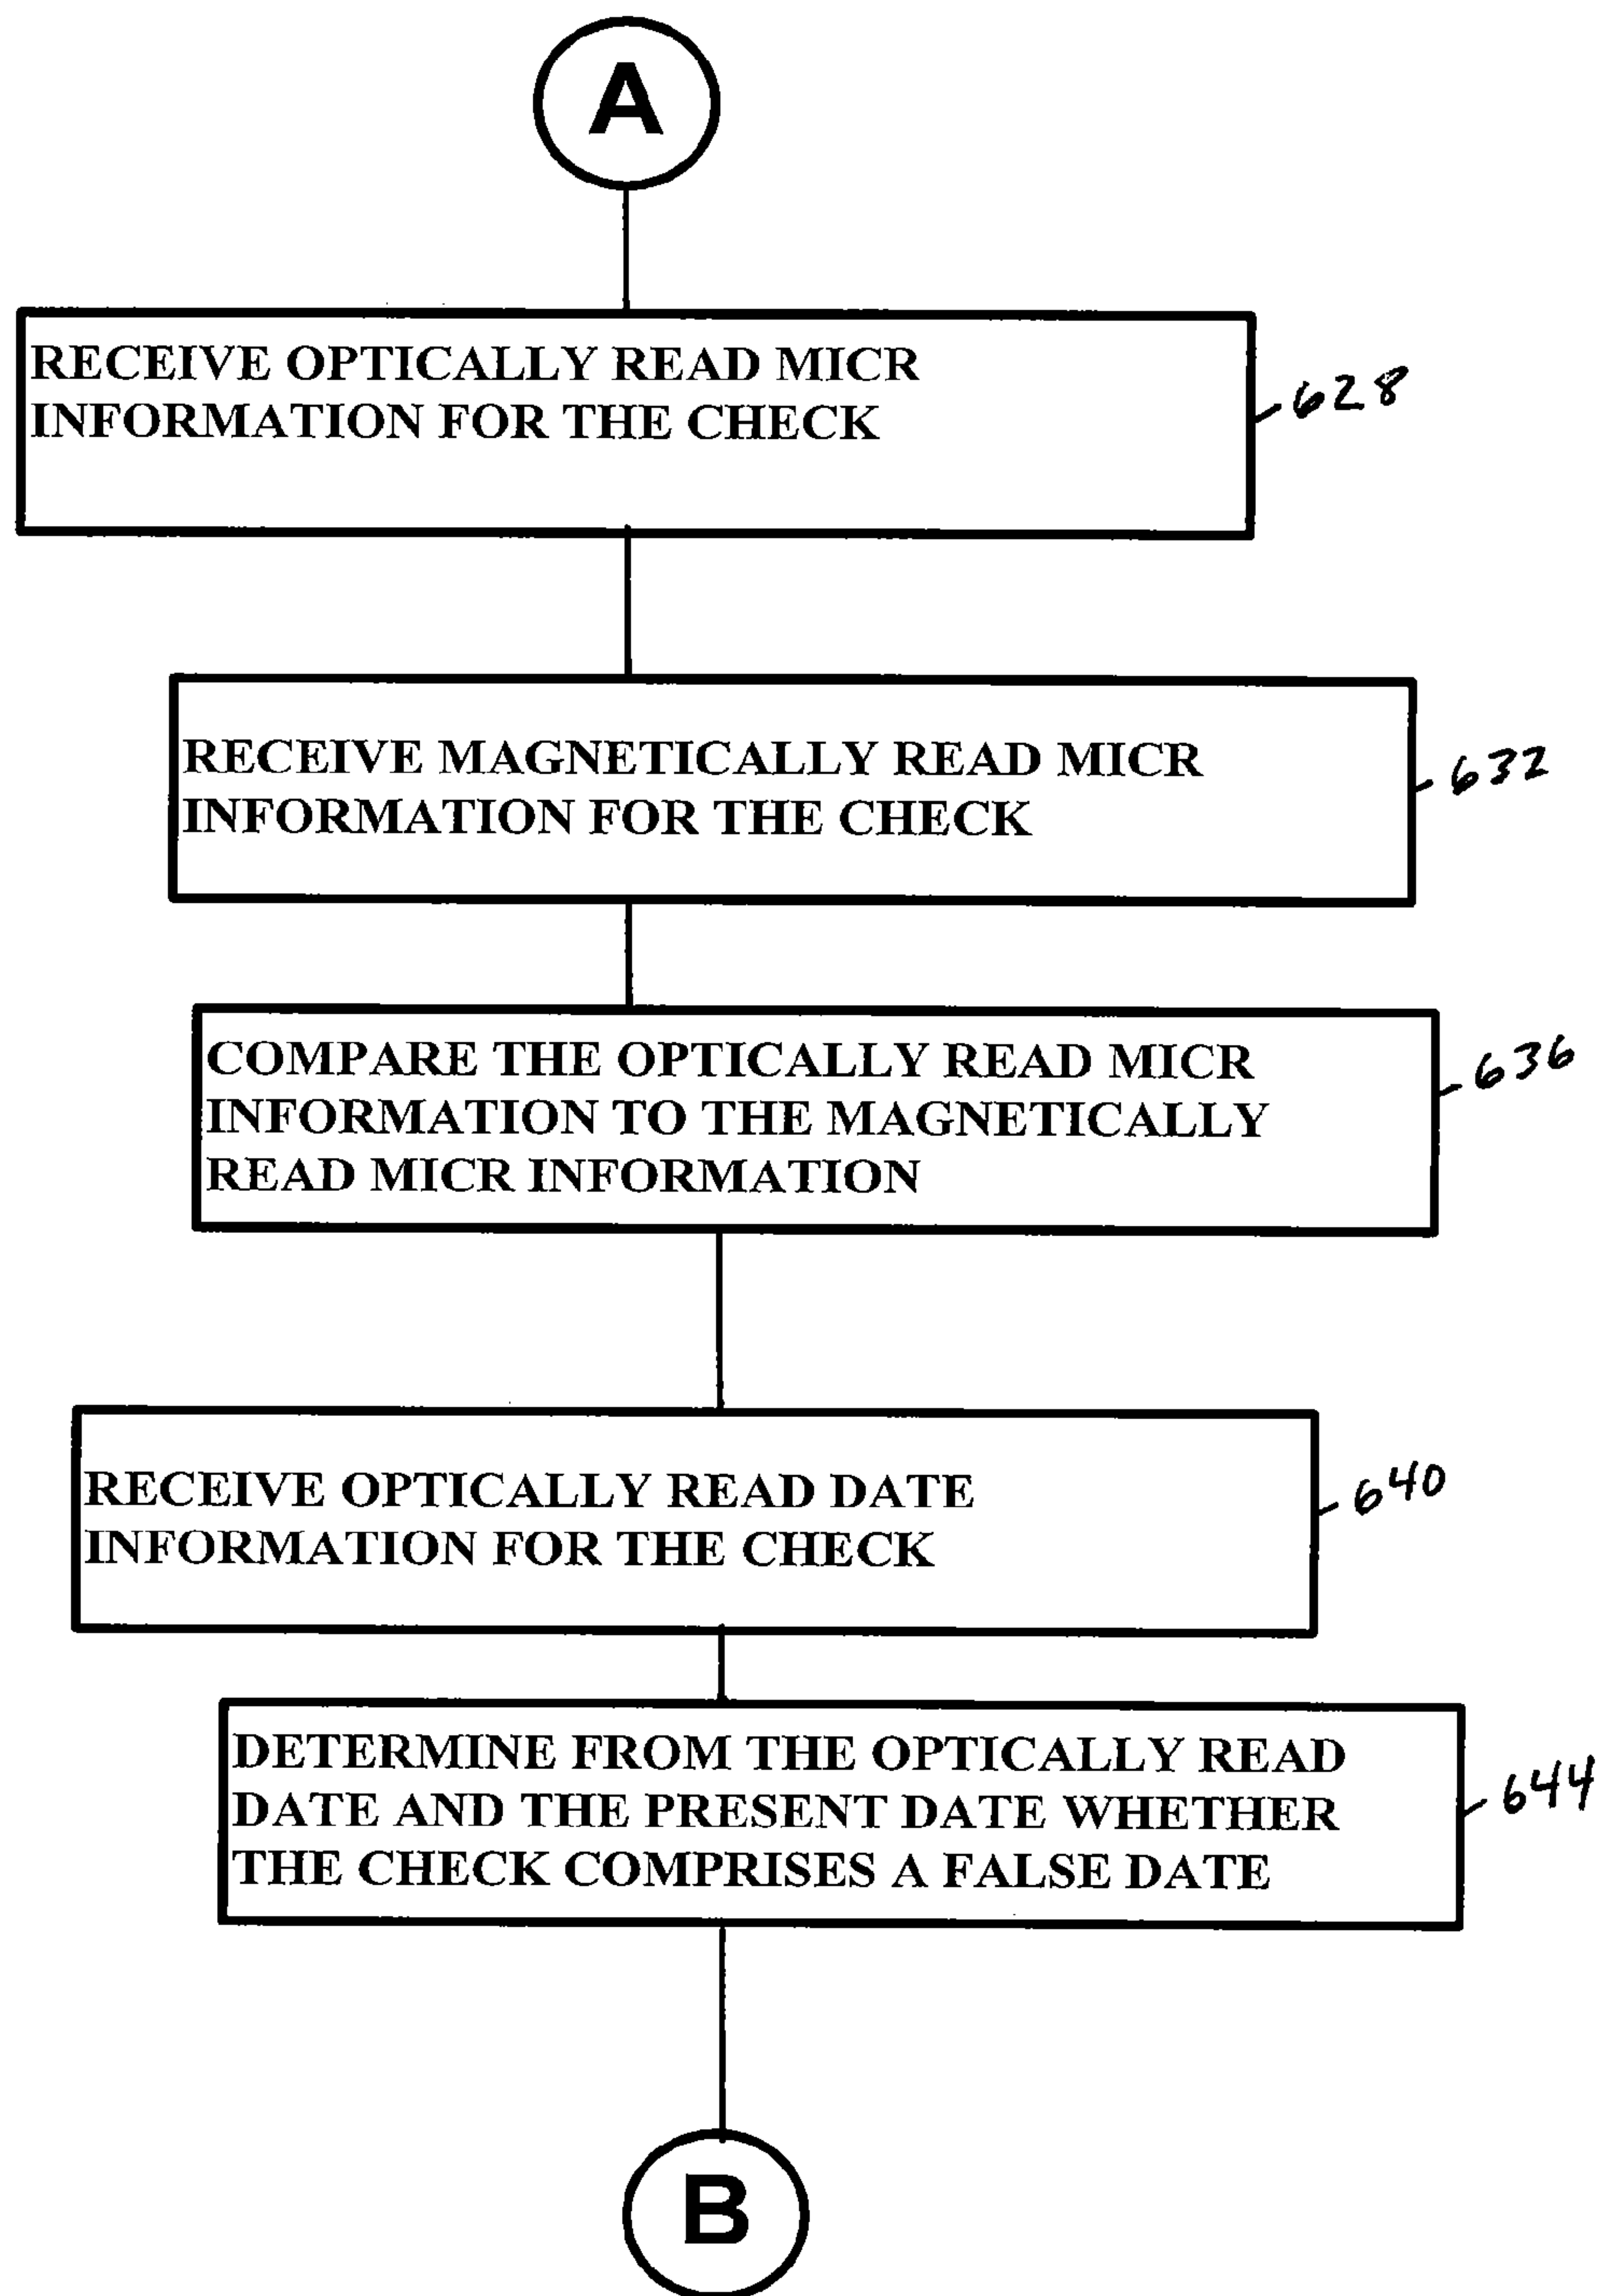 A
RECEIVE OPTICALLY READ MICR
INFORMATION FOR THE CHECK
628
RECEIVE MAGNETICALLY READ MICR
INFORMATION FOR THE CHECK
632
COMPARE THE OPTICALLY READ MICR
INFORMATION TO THE MAGNETICALLY
READ MICR INFORMATION
636
RECEIVE OPTICALLY READ DATE
INFORMATION FOR THE CHECK
640
DETERMINE FROM THE OPTICALLY READ
DATE AND THE PRESENT DATE WHETHER
THE CHECK COMPRISES A FALSE DATE
644
B